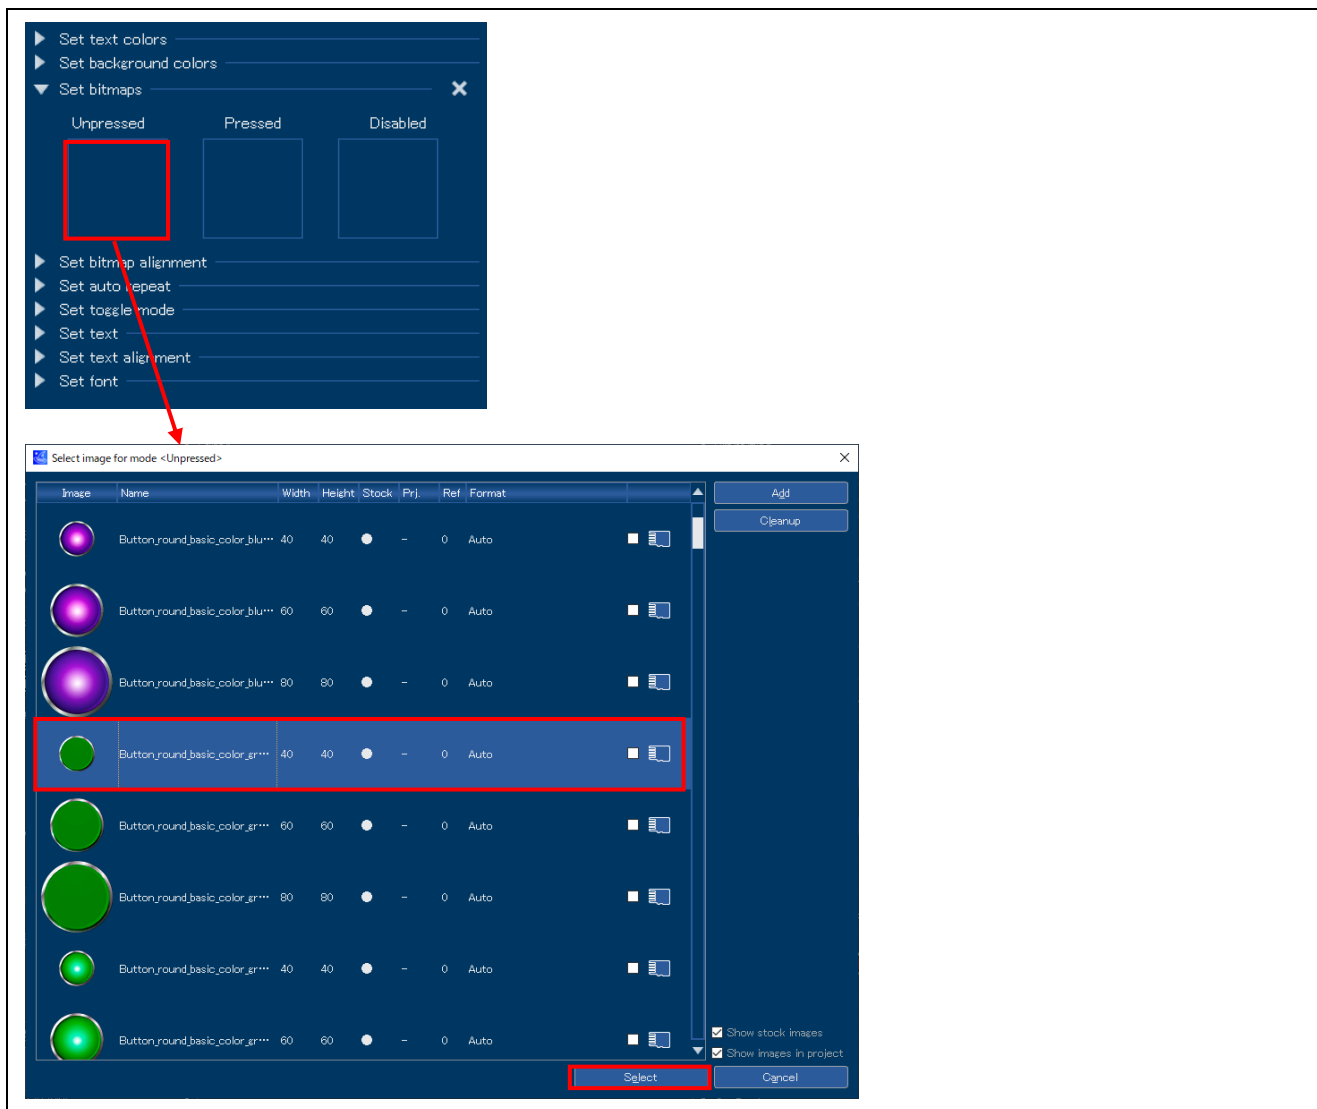 Set text colors
Set background colors
Set bitmaps
Unpressed Pressed Disabled
Set bitmap alignment
Set auto repeat
Set toggle mode
Set text
Set text alignment
Set font
Select image for mode <Unpressed>
Image Name Width Height Stock Prj. Ref Format
Add
Cleanup
Button_round_basic_color_blu··· 40 40 - 0 Auto
Button_round_basic_color_blu··· 60 60 - 0 Auto
Button_round_basic_color_blu··· 80 80 - 0 Auto
Button_round_basic_color_gr··· 40 40 - 0 Auto
Button_round_basic_color_gr··· 60 60 - 0 Auto
Button_round_basic_color_gr··· 80 80 - 0 Auto
Button_round_basic_color_gr··· 40 40 - 0 Auto
Button_round_basic_color_gr··· 60 60 - 0 Auto
Show stock images
Show images in project
Select Cancel